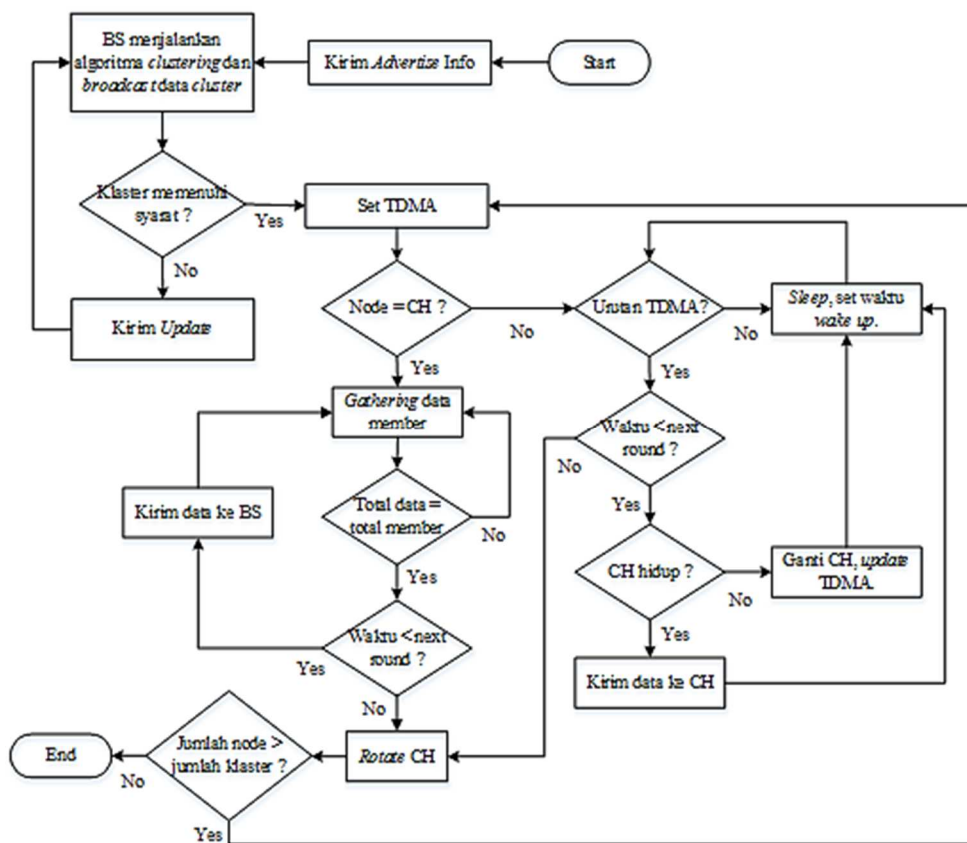 BS menjalankan
algoritma clustering dan
broadcast data cluster
Kirim Advertise Info
Start
Klaster memenuhi
syarat ?
Yes
Set TDMA
No
Kirim Update
Node = CH ?
No
Urutan TDMA?
No
Sleep, set waktu
wake up.
Yes
Yes
Gathering data
member
Waktu < next
round ?
No
Kirim data ke BS
Total data =
total member
No
Yes
CH hidup ?
No
Ganti CH, update
TDMA.
Yes
Yes
Waktu < next
round ?
Yes
Kirim data ke CH
No
End
No
Jumlah node >
jumlah klaster ?
Rotate CH
Yes